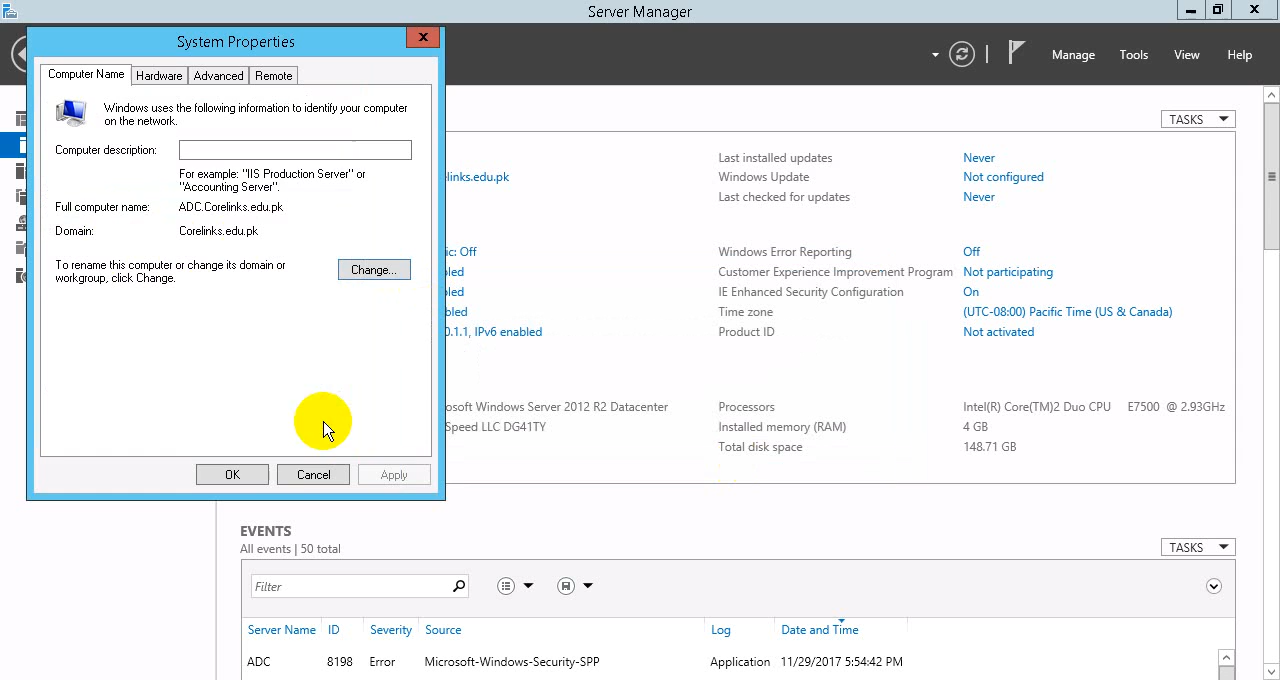 Server Manager
System Properties
Manage
Tools
View
Help
Computer Name
Hardware
Advanced
Remote
Windows uses the following information to identify your computer
on the network.
Computer description:
For example: "IIS Production Server" or
"Accounting Server".
Full computer name:
ADC.Corelinks.edu.pk
Domain:
Corelinks.edu.pk
To rename this computer or change its domain or
workgroup, click Change.
Change...
OK
Cancel
Apply
TASKS
Last installed updates
Never
Windows Update
Not configured
Last checked for updates
Never
Off
Windows Error Reporting
Off
Customer Experience Improvement Program
Not participating
IE Enhanced Security Configuration
On
Time zone
(UTC-08:00) Pacific Time (US & Canada)
0.1.1, IPv6 enabled
Product ID
Not activated
Windows Server 2012 R2 Datacenter
Processors
Intel(R) Core(TM)2 Duo CPU E7500 @ 2.93GHz
Speed LLC DG41TY
Installed memory (RAM)
4 GB
Total disk space
148.71 GB
EVENTS
All events | 50 total
TASKS
Filter
Server Name
ID
Severity
Source
Log
Date and Time
ADC
8198
Error
Microsoft-Windows-Security-SPP
Application
11/29/2017 5:54:42 PM